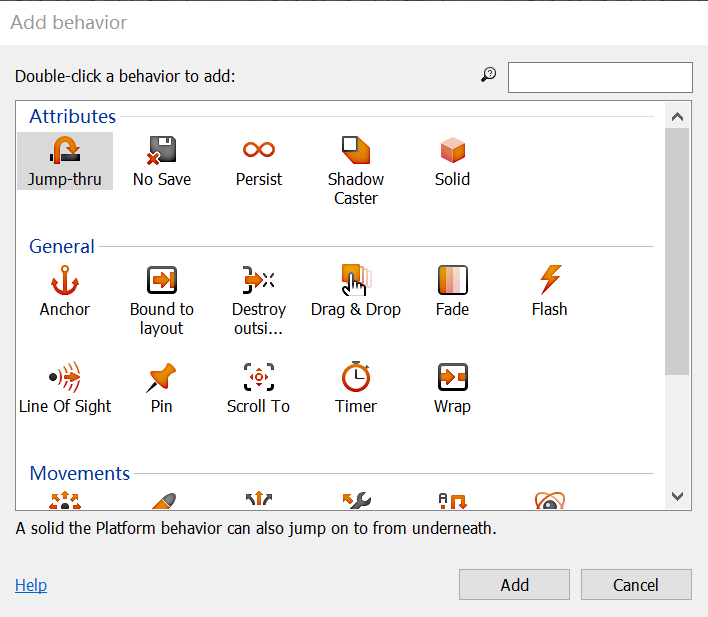 Add behavior
Double-click a behavior to add:
Attributes
Jump-thru
No Save
Persist
Shadow
Caster
Solid
General
Anchor
Bound to
layout
Destroy
outsi...
Drag & Drop
Fade
Flash
Line Of Sight
Pin
Scroll To
Timer
Wrap
Movements
A solid the Platform behavior can also jump on to from underneath.
Help
Add
Cancel